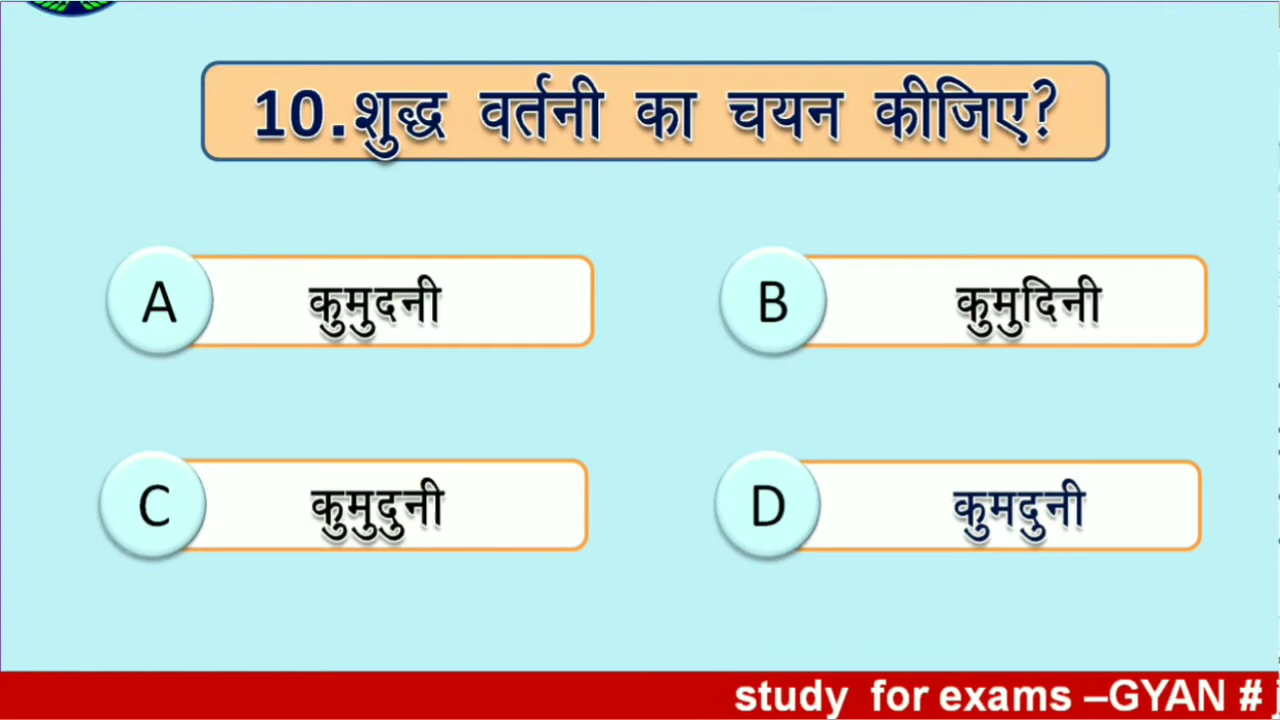 10.शुद्ध वर्तनी का चयन कीजिए?
A कुमुदनी
B कुमुदिनी
C कुमुदुनी
D कुमदुनी
study for exams –GYAN # j